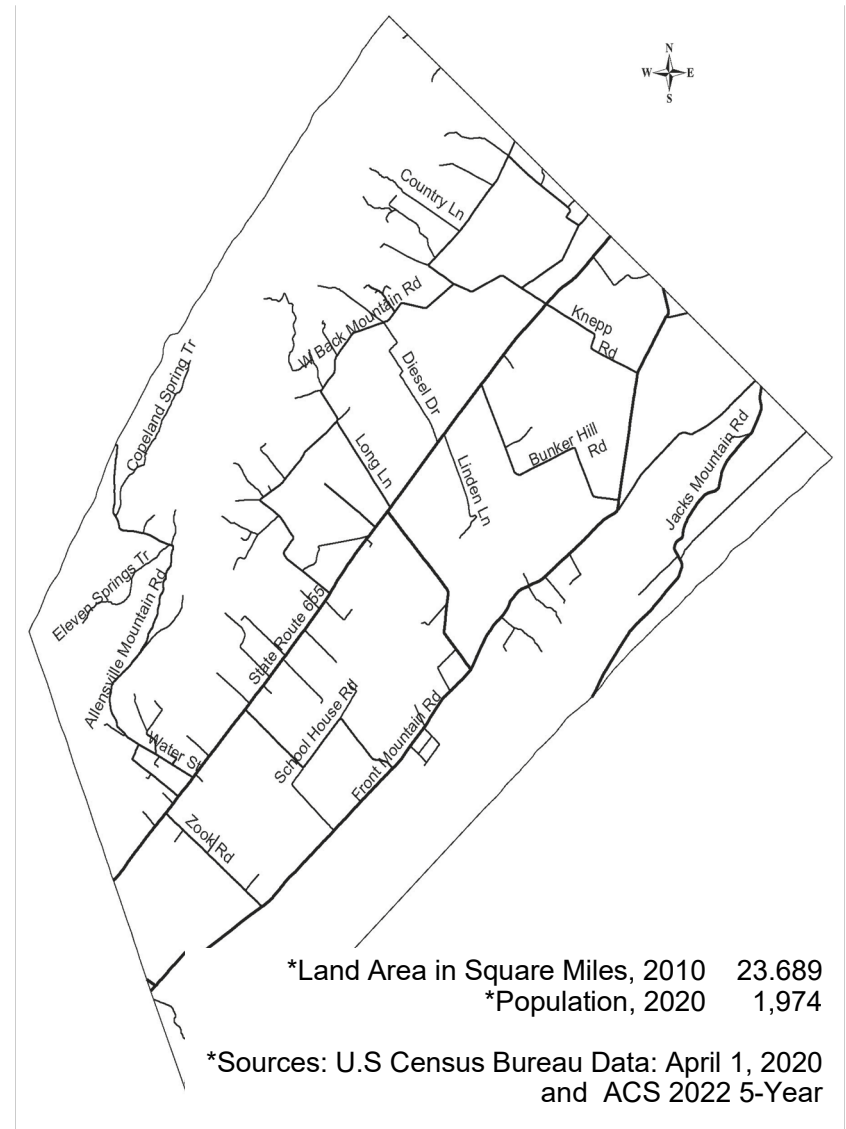 N
W E
S
Country Ln
W Back Mountain Rd
Knepp
Rd
Copeland Spring Tr
Diesel Dr
Long Ln
Linden Ln
Bunker Hill
Rd
Jacks Mountain Rd
Eleven Springs Tr
Allensville Mountain Rd
State Route 655
School House Rd
Front Mountain Rd
Water St
Zook Rd
*Land Area in Square Miles, 2010 23.689
*Population, 2020 1,974
*Sources: U.S Census Bureau Data: April 1, 2020
and ACS 2022 5-Year